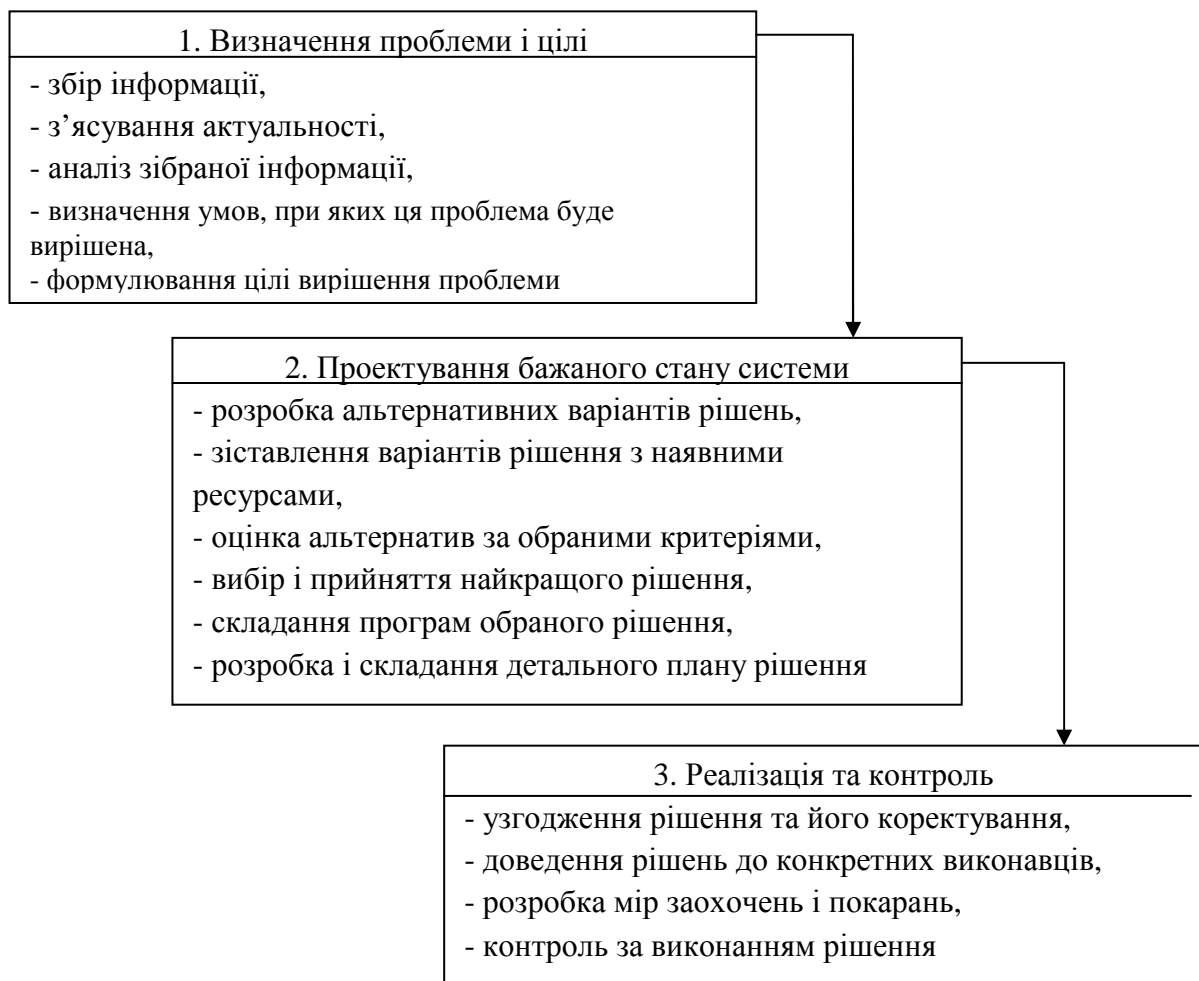 1. Визначення проблеми і цілі
- збір інформації,
- з’ясування актуальності,
- аналіз зібраної інформації,
- визначення умов, при яких ця проблема буде
вирішена,
- формулювання цілі вирішення проблеми
2. Проектування бажаного стану системи
- розробка альтернативних варіантів рішень,
- зіставлення варіантів рішення з наявними
ресурсами,
- оцінка альтернатив за обраними критеріями,
- вибір і прийняття найкращого рішення,
- складання програм обраного рішення,
- розробка і складання детального плану рішення
3. Реалізація та контроль
- узгодження рішення та його коректування,
- доведення рішень до конкретних виконавців,
- розробка мір заохочень і покарань,
- контроль за виконанням рішення